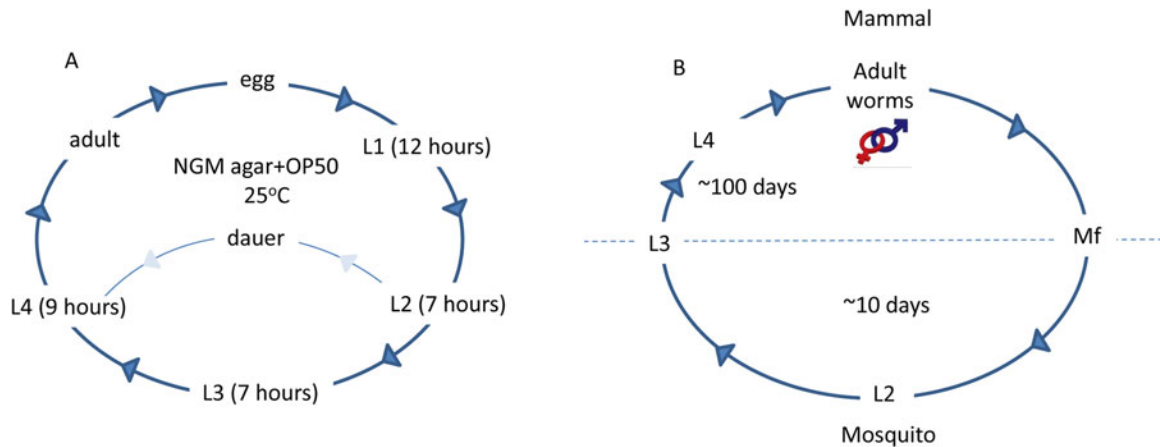 A
egg
adult
L1 (12 hours)
NGM agar+OP50
25°C
dauer
L4 (9 hours)
L2 (7 hours)
L3 (7 hours)
Mammal
B
Adult
worms
L4
~100 days
L3
Mf
~10 days
L2
Mosquito